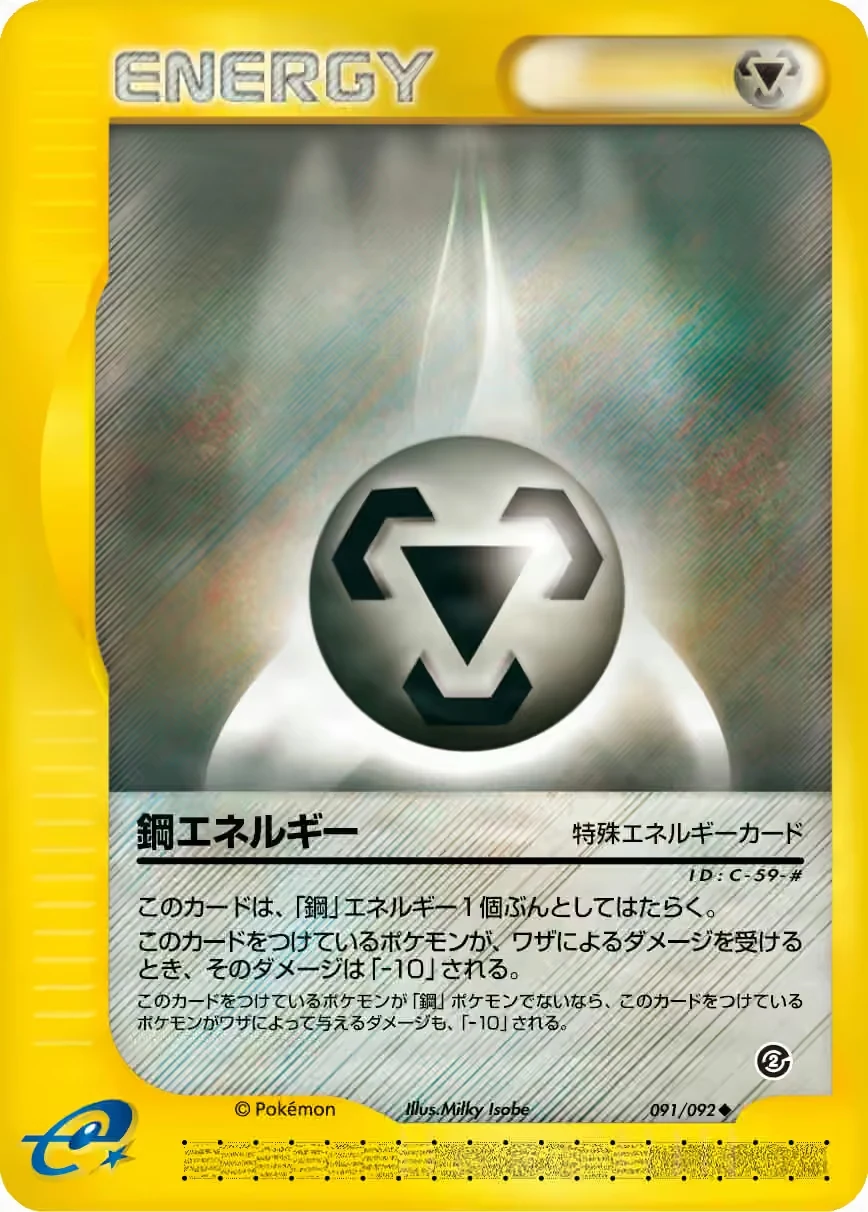 ENERGY
鋼エネルギー
特殊エネルギーカード
ID:C-59-#
このカードは、「鋼」エネルギー1個ぶんとしてはたらく。
このカードをつけているポケモンが、ワザによるダメージを受ける
とき、そのダメージは「-10」される。
このカードをつけているポケモンが「鋼」ポケモンでないなら、このカードをつけている
ポケモンがワザによって与えるダメージも、「-10」される。
2
© Pokémon
Illus.Milky Isobe
091/092◆
e